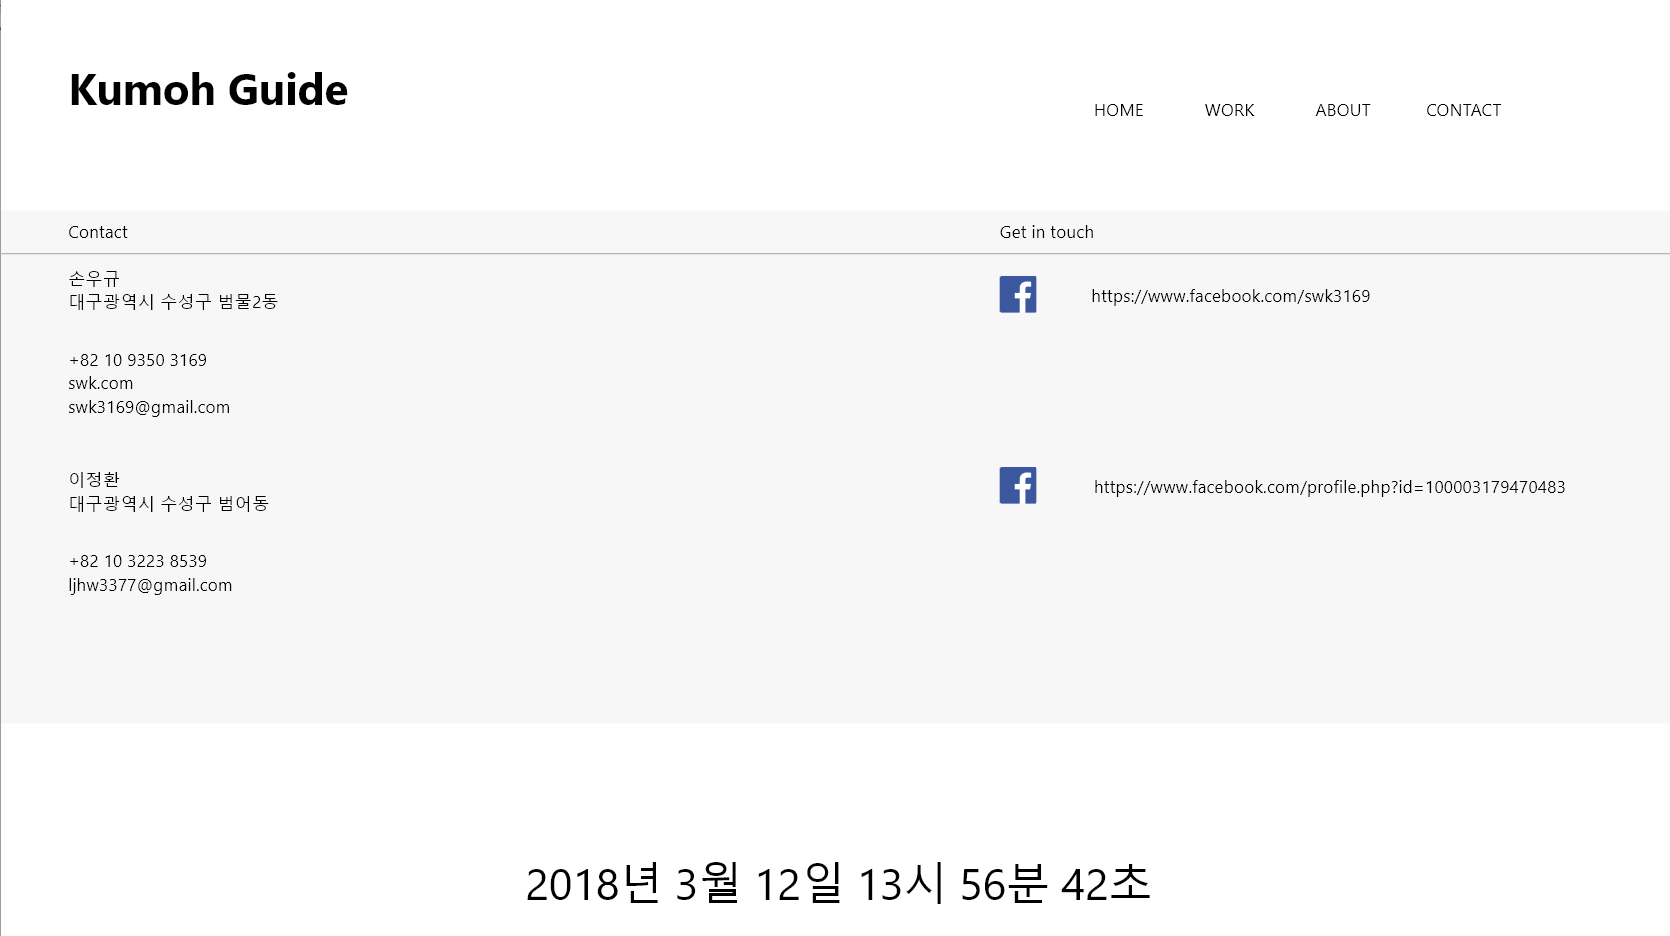 Kumoh Guide
HOME WORK ABOUT CONTACT
Contact
Get in touch
손우규
대구광역시 수성구 범물2동
https://www.facebook.com/swk3169
+82 10 9350 3169
swk.com
swk3169@gmail.com
이정환
대구광역시 수성구 범어동
https://www.facebook.com/profile.php?id=100003179470483
+82 10 3223 8539
ljhw3377@gmail.com
2018년 3월 12일 13시 56분 42초